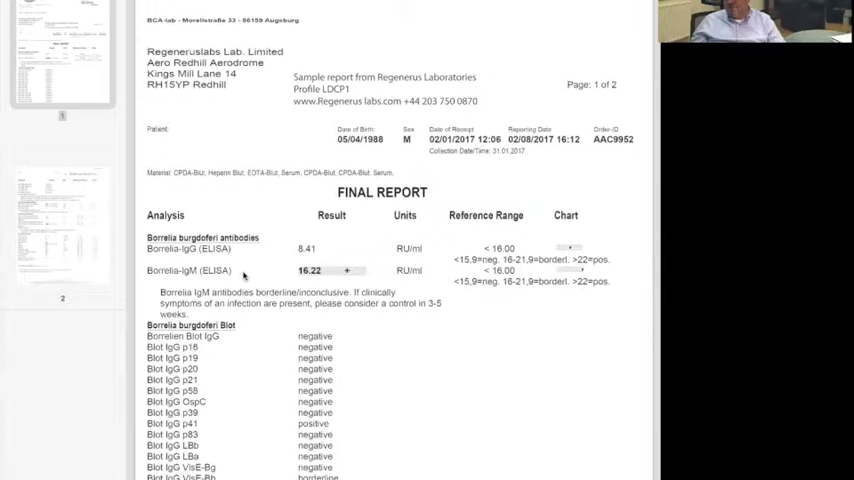 BCA-lab - Morellstraße 33 - 86159 Augsburg
Regeneruslabs Lab. Limited
Aero Redhill Aerodrome
Kings Mill Lane 14
RH15YP Redhill
Sample report from Regenerus Laboratories
Profile LDCP1
www.Regenerus labs.com +44 203 750 0870
Page: 1 of 2
Patient:
Date of Birth: Sex Date of Receipt Reporting Date Order-ID
05/04/1988 M 02/01/2017 12:06 02/08/2017 16:12 AAC9952
Collection Date/Time: 31.01.2017
Material: CPDA-Blut, Heparin Blut, EDTA-Blut, Serum, CPDA-Blut, CPDA-Blut, Serum,
FINAL REPORT
Analysis Result Units Reference Range Chart
Borrelia burgdoferi antibodies
Borrelia-IgG (ELISA) 8.41 RU/ml < 16.00
<15,9=neg. 16-21,9=borderl. >22=pos.
Borrelia-IgM (ELISA) 16.22 + RU/ml < 16.00
<15,9=neg. 16-21,9=borderl. >22=pos.
Borrelia IgM antibodies borderline/inconclusive. If clinically
symptoms of an infection are present, please consider a control in 3-5
weeks.
Borrelia burgdoferi Blot
Borrelien Blot IgG negative
Blot IgG p18 negative
Blot IgG p19 negative
Blot IgG p20 negative
Blot IgG p21 negative
Blot IgG p58 negative
Blot IgG OspC negative
Blot IgG p39 negative
Blot IgG p41 positive
Blot IgG p83 negative
Blot IgG LBb negative
Blot IgG LBa negative
Blot IgG VlsE-Bg negative
Blot IgG VlsE-Bb borderline
1
2